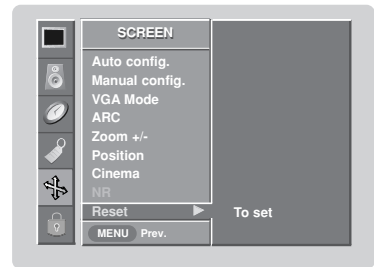 SCREEN
Auto config.
Manual config.
VGA Mode
ARC
Zoom +/-
Position
Cinema
NR
Reset ▶ To set
MENU Prev.